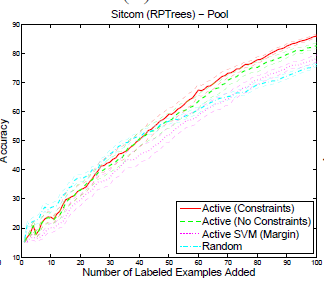 Sitcom (RPTrees) – Pool
90
80
70
60
50
40
30
20
10
Accuracy
0 10 20 30 40 50 60 70 80 90 100
Number of Labeled Examples Added
Active (Constraints)
Active (No Constraints)
Active SVM (Margin)
Random